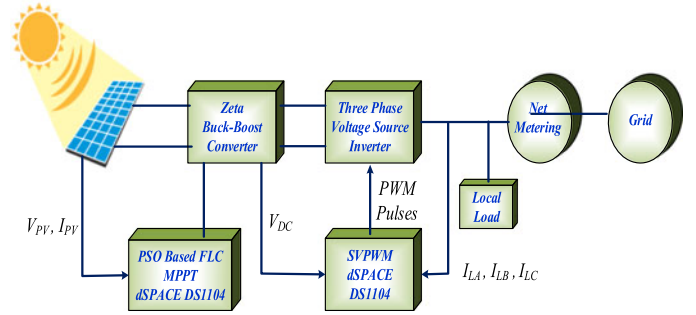 Zeta
Buck-Boost
Converter
Three Phase
Voltage Source
Inverter
Net
Metering
Grid
PWM
Pulses
Local
Load
V_PV, I_PV
V_DC
PSO Based FLC
MPPT
dSPACE DS1104
SVPWM
dSPACE
DS1104
I_LA, I_LB, I_LC